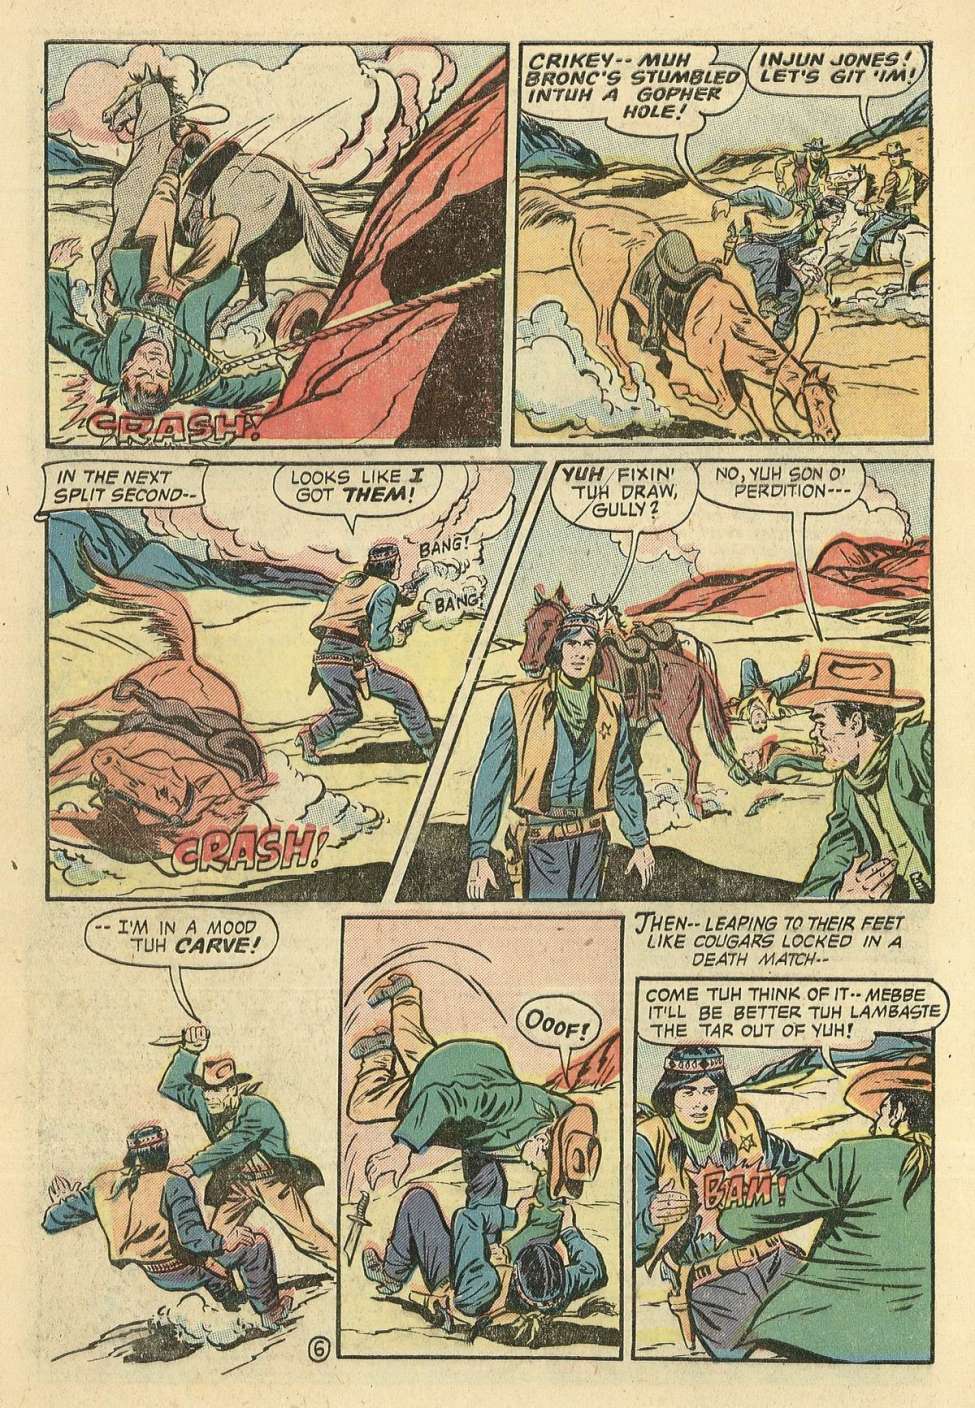 CRASH!
CRIKEY-- MUH
BRONC'S STUMBLED
INTUH A GOPHER
HOLE!
INJUN JONES!
LET'S GIT 'IM!
IN THE NEXT
SPLIT SECOND--
LOOKS LIKE I
GOT THEM!
BANG!
BANG!
CRASH!
YUH FIXIN'
TUH DRAW,
GULLY?
NO, YUH SON O'
PERDITION---
-- I'M IN A MOOD
TUH CARVE!
6
OOOF!
THEN-- LEAPING TO THEIR FEET
LIKE COUGARS LOCKED IN A
DEATH MATCH--
COME TUH THINK OF IT-- MEBBE
IT'LL BE BETTER TUH LAMBASTE
THE TAR OUT OF YUH!
BAM!